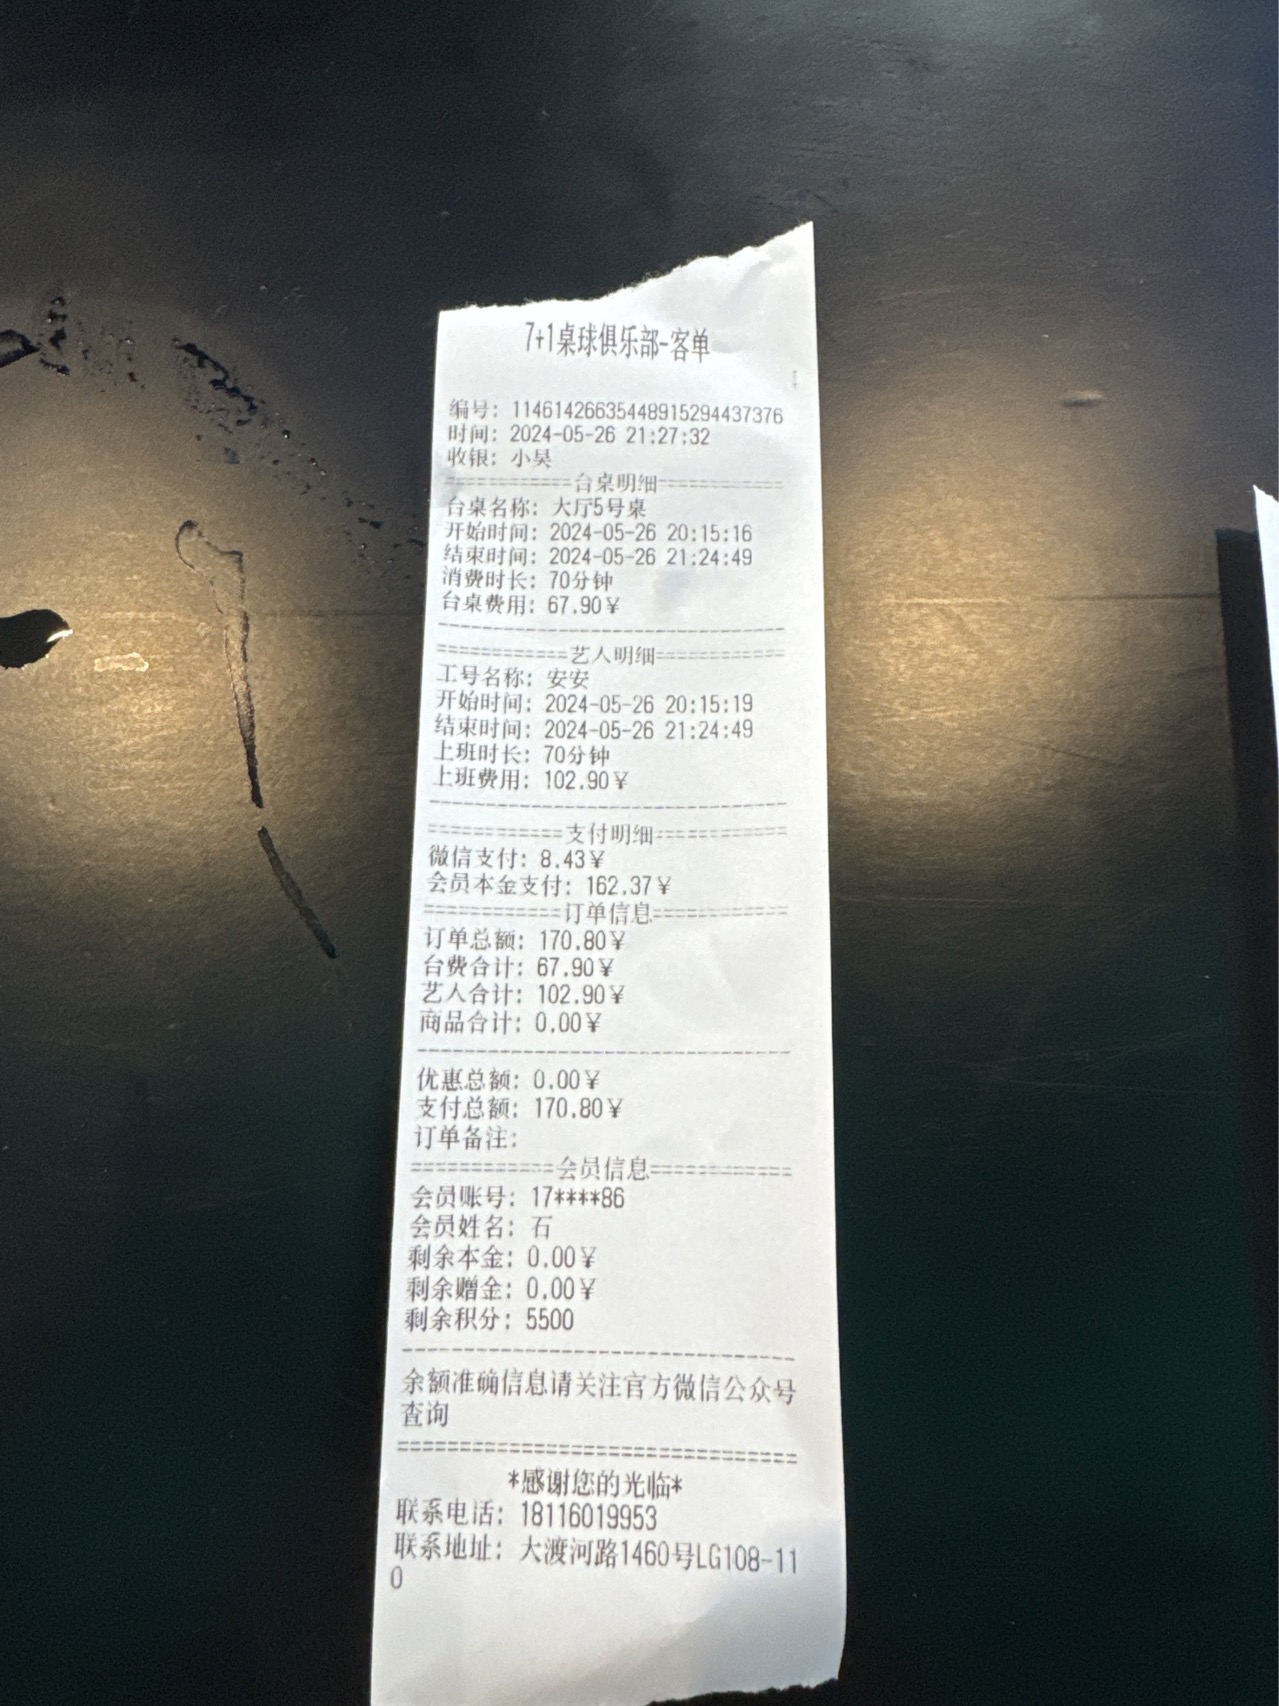 7+1桌球俱乐部-客单
编号: 11461426635448915294437376
时间: 2024-05-26 21:27:32
收银: 小吴
===========台桌明细===========
台桌名称: 大厅5号桌
开始时间: 2024-05-26 20:15:16
结束时间: 2024-05-26 21:24:49
消费时长: 70分钟
台桌费用: 67.90¥
--------------------------------
===========艺人明细===========
工号名称: 安安
开始时间: 2024-05-26 20:15:19
结束时间: 2024-05-26 21:24:49
上班时长: 70分钟
上班费用: 102.90¥
--------------------------------
===========支付明细===========
微信支付: 8.43¥
会员本金支付: 162.37¥
===========订单信息===========
订单总额: 170.80¥
台费合计: 67.90¥
艺人合计: 102.90¥
商品合计: 0.00¥
--------------------------------
优惠总额: 0.00¥
支付总额: 170.80¥
订单备注:
===========会员信息===========
会员账号: 17****86
会员姓名: 石
剩余本金: 0.00¥
剩余赠金: 0.00¥
剩余积分: 5500
--------------------------------
余额准确信息请关注官方微信公众号
查询
================================
*感谢您的光临*
联系电话: 18116019953
联系地址: 大渡河路1460号LG108-11
0